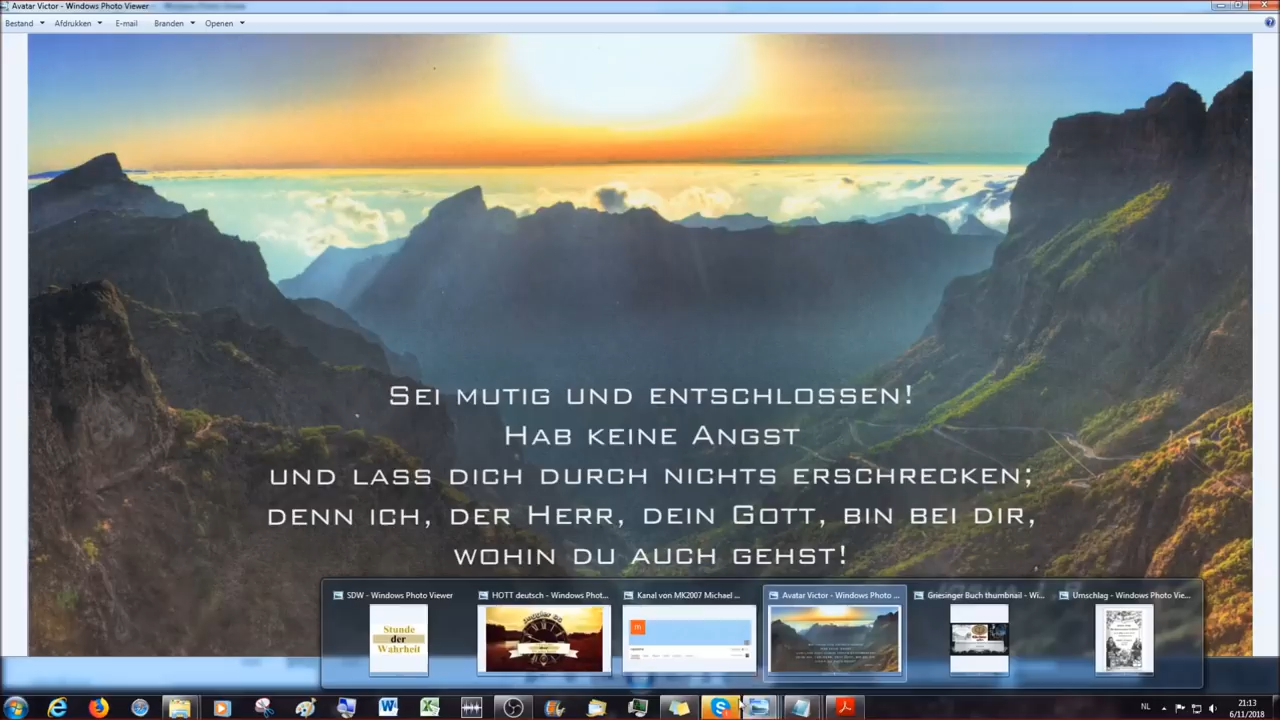 Avatar Victor - Windows Photo Viewer
Bestand
Afdrukken
E-mail
Branden
Openen
SEI MUTIG UND ENTSCHLOSSEN!
HAB KEINE ANGST
UND LASS DICH DURCH NICHTS ERSCHRECKEN;
DENN ICH, DER HERR, DEIN GOTT, BIN BEI DIR,
WOHIN DU AUCH GEHST!
SDW - Windows Photo Viewer
HOTT deutsch - Windows Phot...
Kanal von MK2007 Michael ...
Avatar Victor - Windows Photo ...
Griesinger Buch thumbnail - Wi...
Umschlag - Windows Photo Vie...
Stunde
der
Wahrheit
m
NL
21:13
6/11/2018